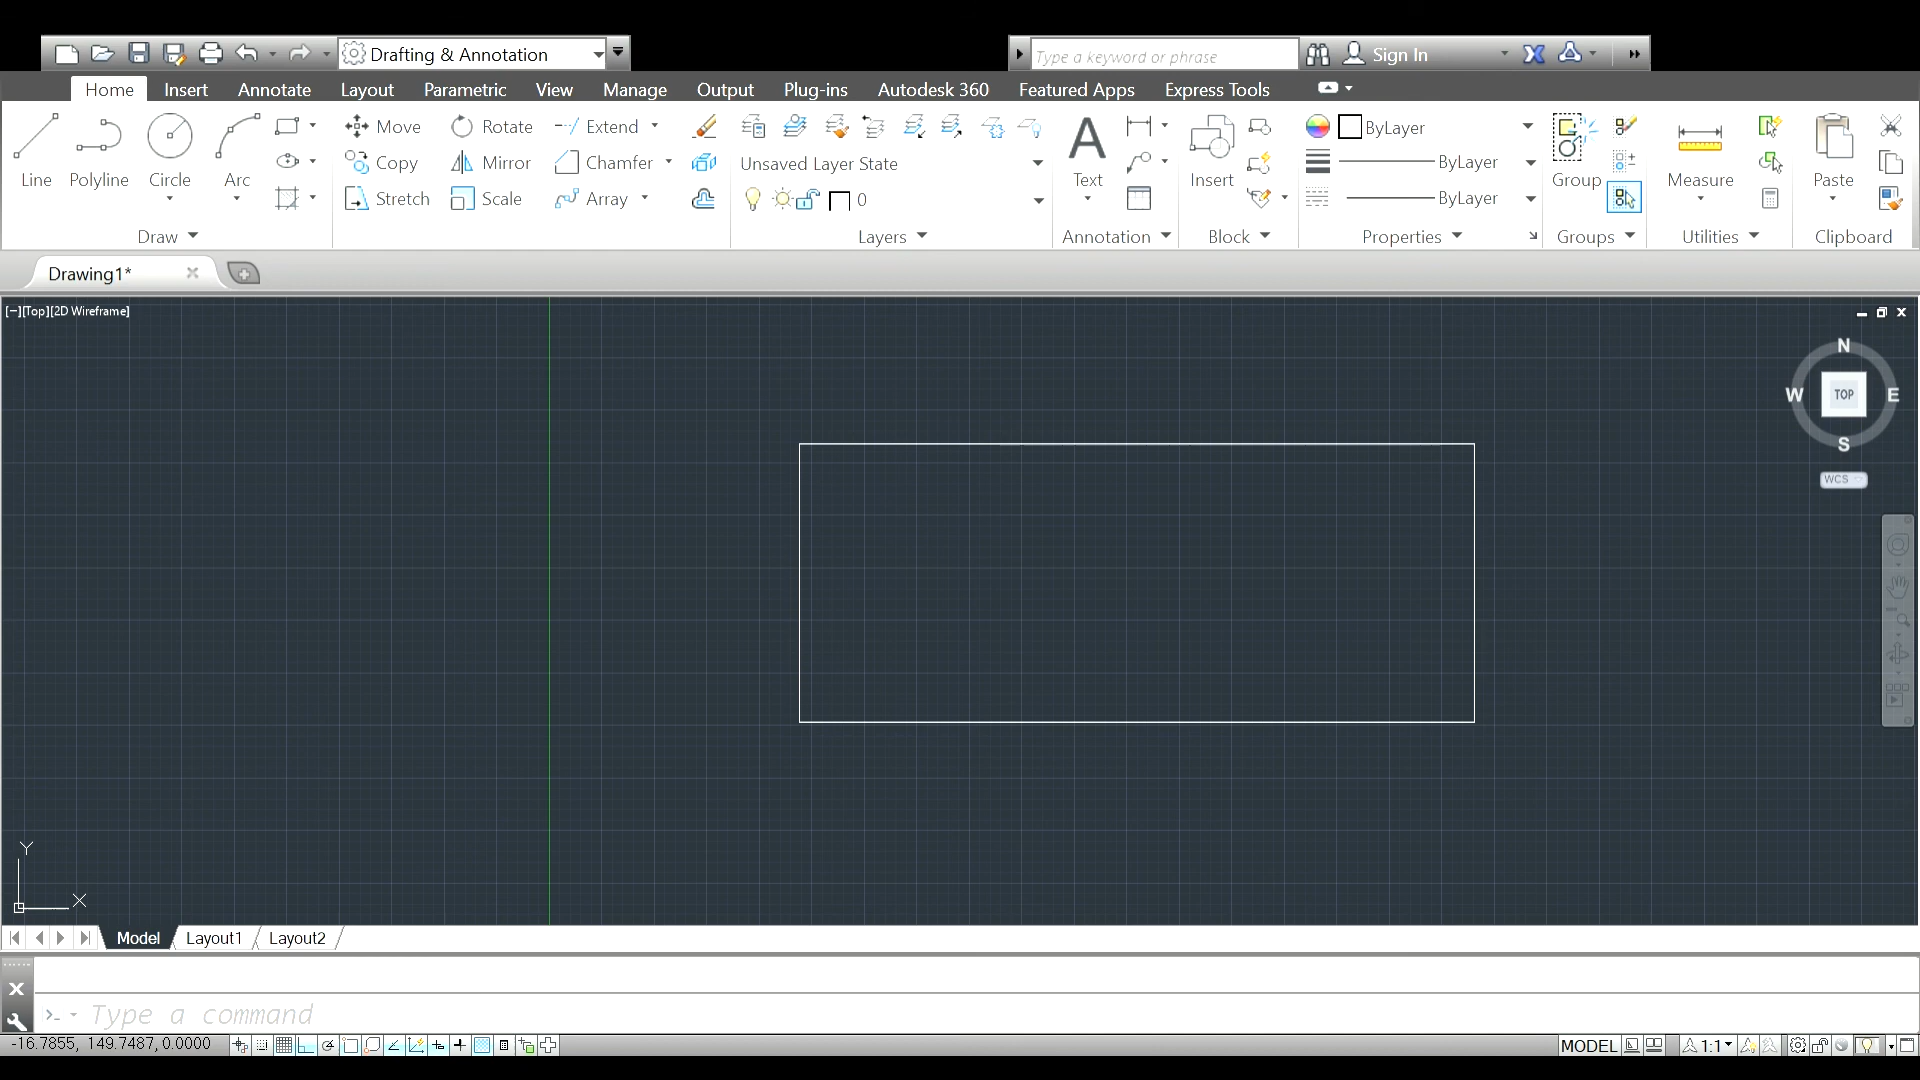 Drafting & Annotation
Type a keyword or phrase
Sign In
Home Insert Annotate Layout Parametric View Manage Output Plug-ins Autodesk 360 Featured Apps Express Tools
Line Polyline Circle Arc
Move Rotate Extend
Copy Mirror Chamfer
Stretch Scale Array
Unsaved Layer State
0
Text
Insert
ByLayer
ByLayer
ByLayer
Group
Measure
Paste
Draw
Layers
Annotation
Block
Properties
Groups
Utilities
Clipboard
Drawing1*
[−][Top][2D Wireframe]
N
W TOP E
S
WCS
Y
X
Model Layout1 Layout2
Type a command
-16.7855, 149.7487, 0.0000
MODEL
1:1